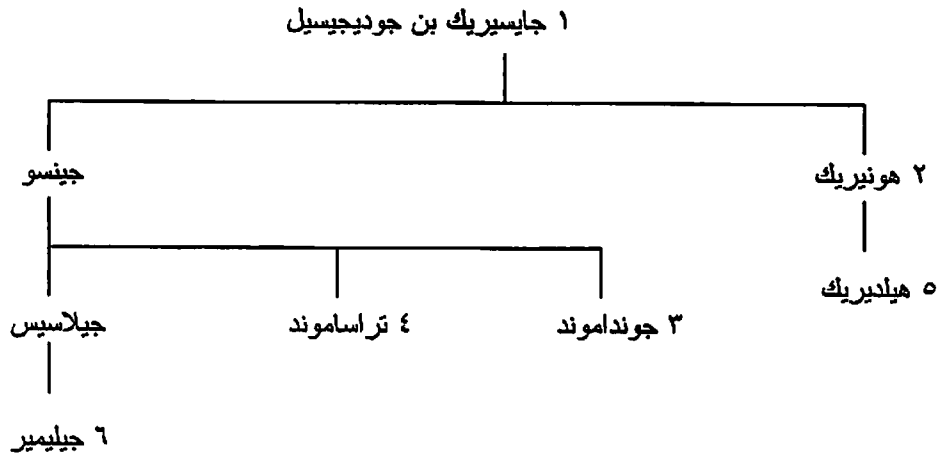 ١ جايسيريك بن جوديجيسيل
٢ هونيريك
جينسو
٥ هيلديريك
٣ جونداموند
٤ تراساموند
جيلاسيس
٦ جيليمير